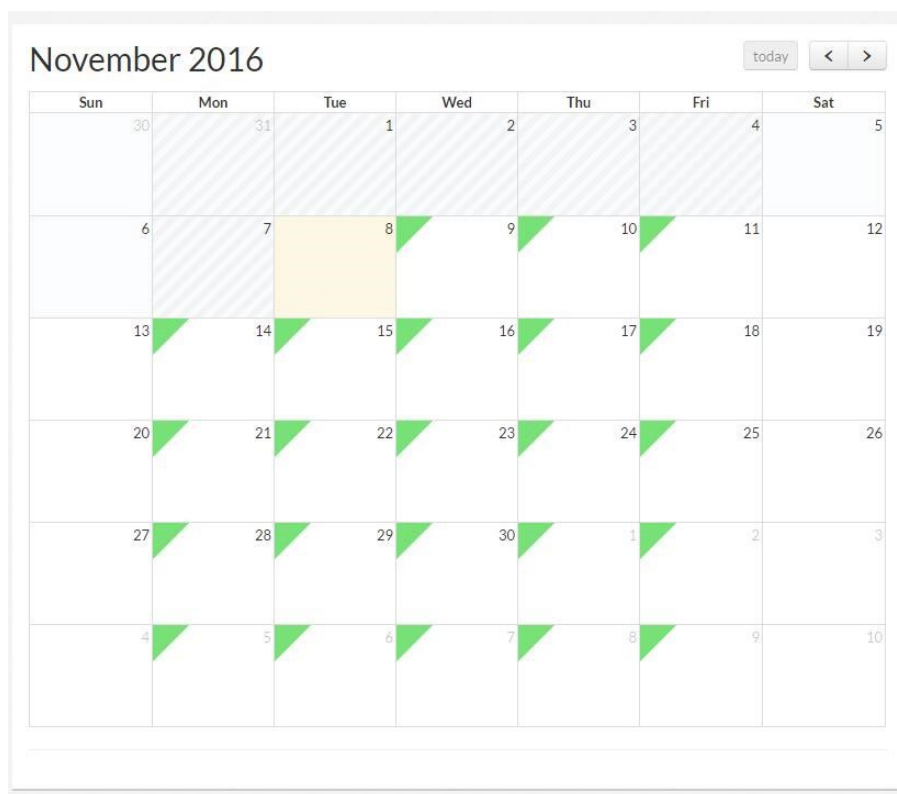 November 2016 today < >
Sun Mon Tue Wed Thu Fri Sat
30 31 1 2 3 4 5
6 7 8 9 10 11 12
13 14 15 16 17 18 19
20 21 22 23 24 25 26
27 28 29 30 1 2 3
4 5 6 7 8 9 10